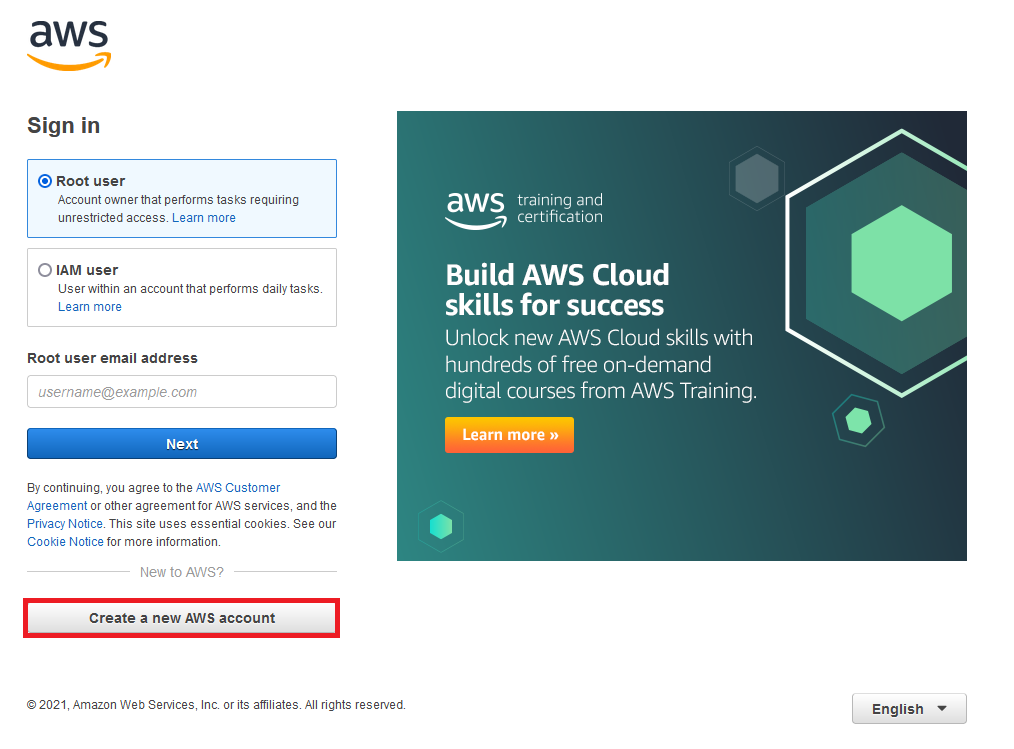 aws
Sign in
Root user
Account owner that performs tasks requiring
unrestricted access. Learn more
IAM user
User within an account that performs daily tasks.
Learn more
Root user email address
username@example.com
Next
By continuing, you agree to the AWS Customer
Agreement or other agreement for AWS services, and the
Privacy Notice. This site uses essential cookies. See our
Cookie Notice for more information.
New to AWS?
Create a new AWS account
aws training and
certification
Build AWS Cloud
skills for success
Unlock new AWS Cloud skills with
hundreds of free on-demand
digital courses from AWS Training.
Learn more »
© 2021, Amazon Web Services, Inc. or its affiliates. All rights reserved.
English